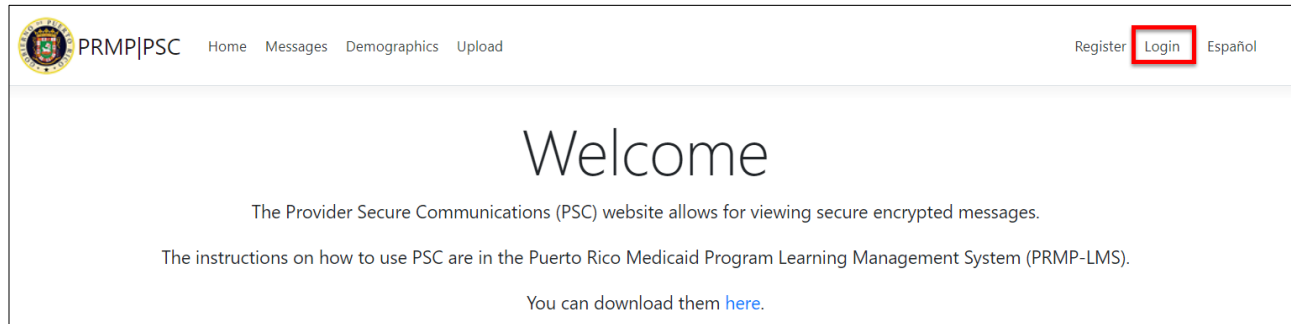 PRMP|PSC Home Messages Demographics Upload Register Login Español
Welcome
The Provider Secure Communications (PSC) website allows for viewing secure encrypted messages.
The instructions on how to use PSC are in the Puerto Rico Medicaid Program Learning Management System (PRMP-LMS).
You can download them here.